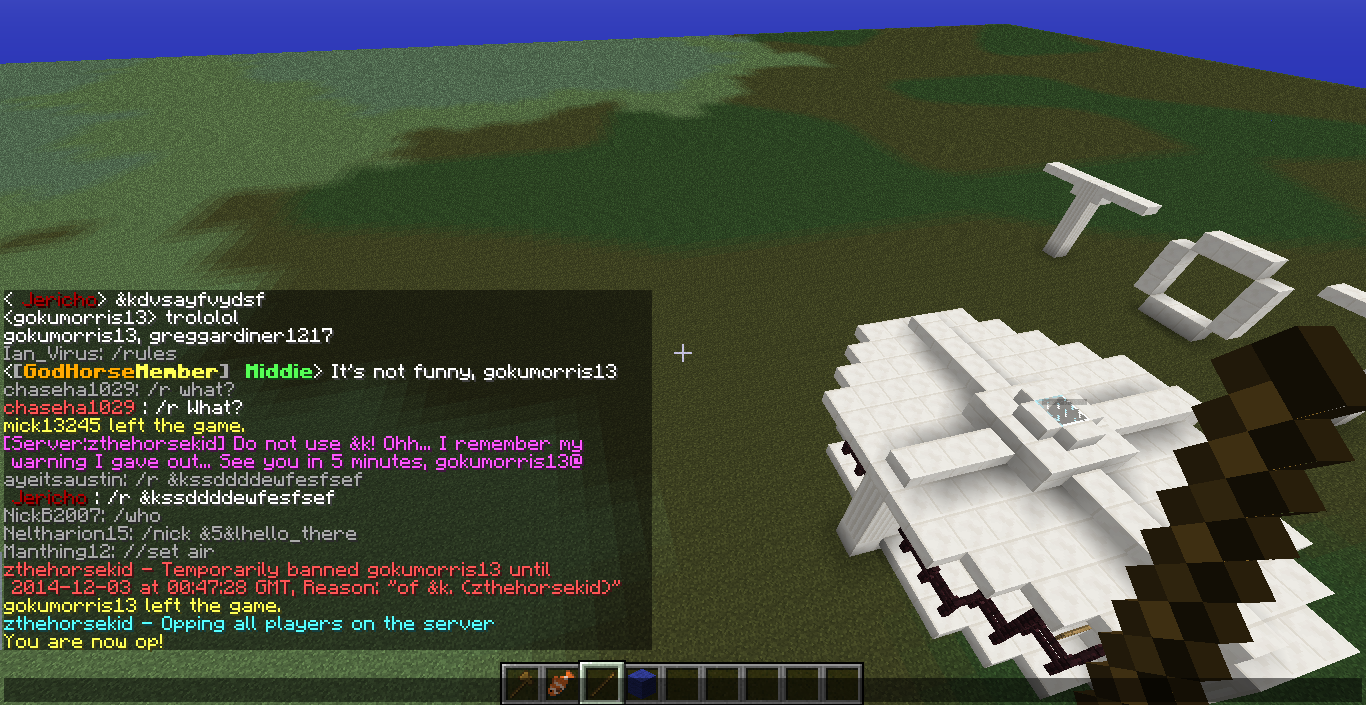 < Jericho> &kdvsayfvydsf
<gokumorris13> trololol
gokumorris13, greggardiner1217
Ian_Virus: /rules
<[GodHorseMember] Middie> It's not funny, gokumorris13
chaseha1029: /r what?
chaseha1029 : /r What?
mick13245 left the game.
[Server:zthehorsekid] Do not use &k! Ohh... I remember my
warning I gave out... See you in 5 minutes, gokumorris13@
ayeitsaustin: /r &kssddddewfesfsef
Jericho : /r &kssddddewfesfsef
NickB2007: /who
Neltharion15: /nick &5&lhello_there
Manthing12: //set air
zthehorsekid - Temporarily banned gokumorris13 until
2014-12-03 at 00:47:28 GMT, Reason: "of &k. (zthehorsekid)"
gokumorris13 left the game.
zthehorsekid - Opping all players on the server
You are now op!